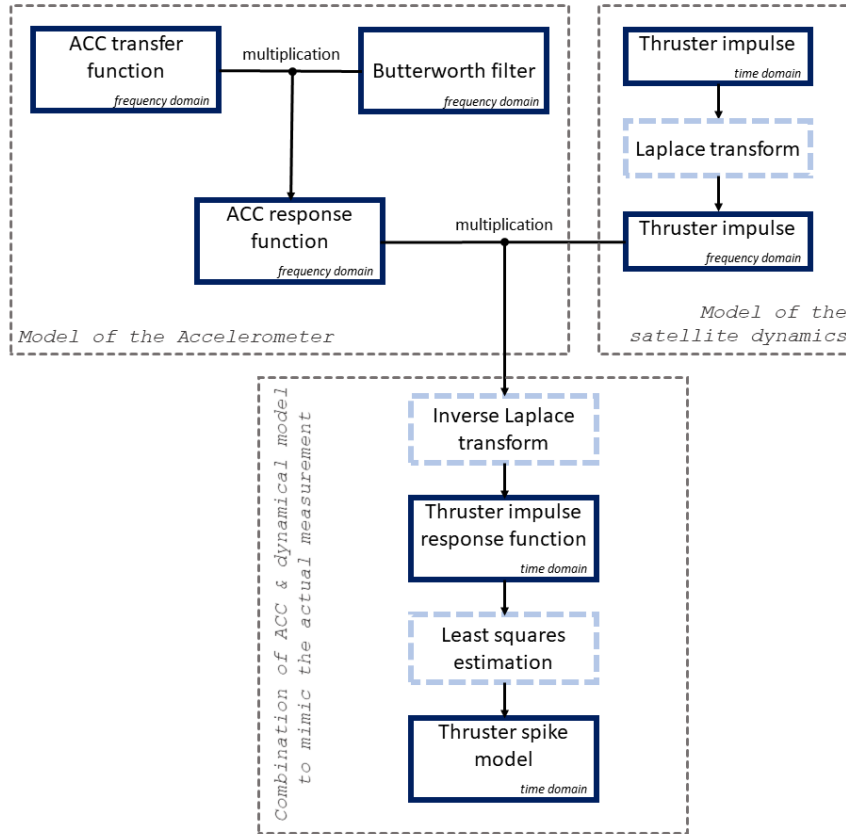 ACC transfer
function
frequency domain
multiplication
Butterworth filter
frequency domain
ACC response
function
frequency domain
Model of the Accelerometer
multiplication
Thruster impulse
time domain
Laplace transform
Thruster impulse
frequency domain
Model of the
satellite dynamics
Combination of ACC & dynamical model
to mimic the actual measurement
Inverse Laplace
transform
Thruster impulse
response function
time domain
Least squares
estimation
Thruster spike
model
time domain